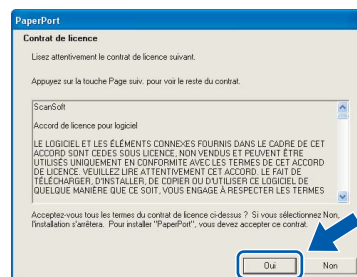 PaperPort
Contrat de licence
Lisez attentivement le contrat de licence suivant.
Appuyez sur la touche Page suiv. pour voir le reste du contrat.
ScanSoft
Accord de licence pour logiciel
LE LOGICIEL ET LES ÉLÉMENTS CONNEXES FOURNIS DANS LE CADRE DE CET
ACCORD SONT CEDES SOUS LICENCE, NON VENDUS ET PEUVENT ÊTRE
UTILISÉS UNIQUEMENT EN CONFORMITE AVEC LES TERMES DE CET ACCORD
DE LICENCE. VEUILLEZ LIRE ATTENTIVEMENT CET ACCORD. LE FAIT DE
TÉLÉCHARGER, D'INSTALLER, DE COPIER OU D'UTILISER CE LOGICIEL DE
QUELQUE MANIÈRE QUE CE SOIT, VOUS ENGAGE À RESPECTER LES TERMES
Acceptez-vous tous les termes du contrat de licence ci-dessus ? Si vous sélectionnez Non,
l'installation s'arrêtera. Pour installer "PaperPort", vous devez accepter ce contrat.
Oui Non